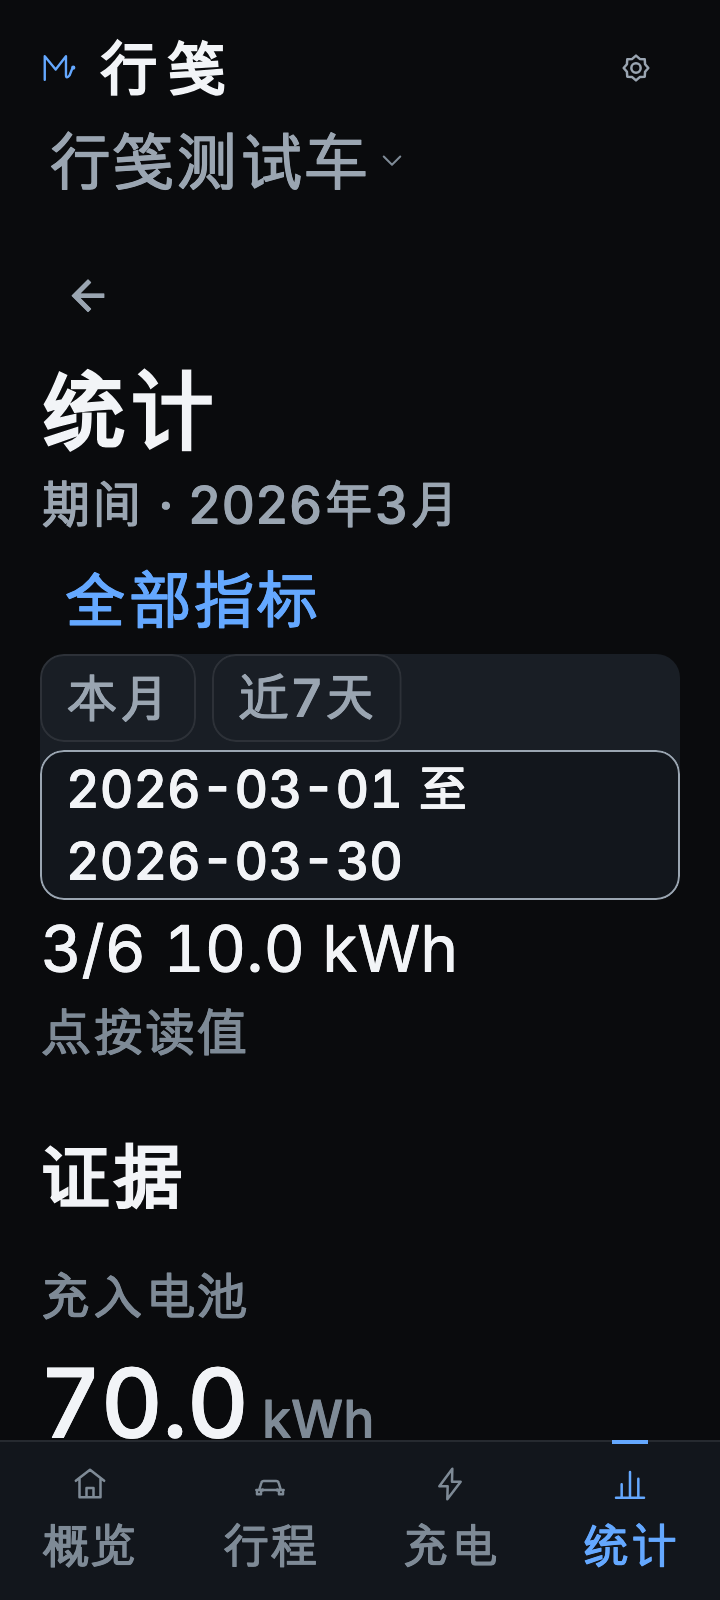 行笺
行笺测试车
统计
期间 · 2026年3月
全部指标
本月 近7天
2026-03-01 至
2026-03-30
3/6 10.0 kWh
点按读值
证据
充入电池
70.0 kWh
概览 行程 充电 统计